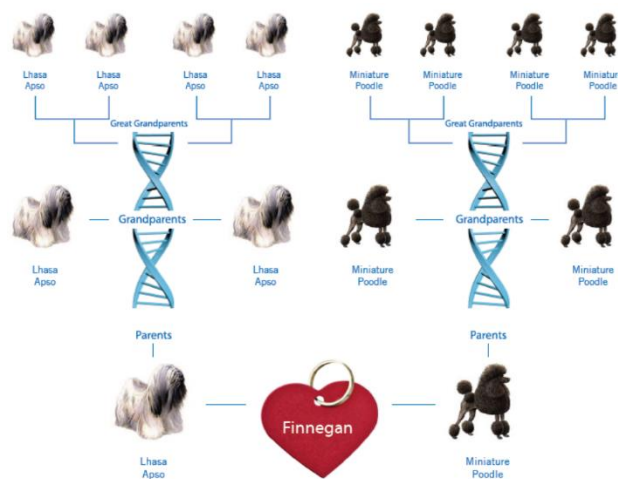 Lhasa Apso
Lhasa Apso
Lhasa Apso
Lhasa Apso
Miniature Poodle
Miniature Poodle
Miniature Poodle
Miniature Poodle
Great Grandparents
Great Grandparents
Grandparents
Grandparents
Lhasa Apso
Lhasa Apso
Miniature Poodle
Miniature Poodle
Parents
Parents
Finnegan
Lhasa Apso
Miniature Poodle